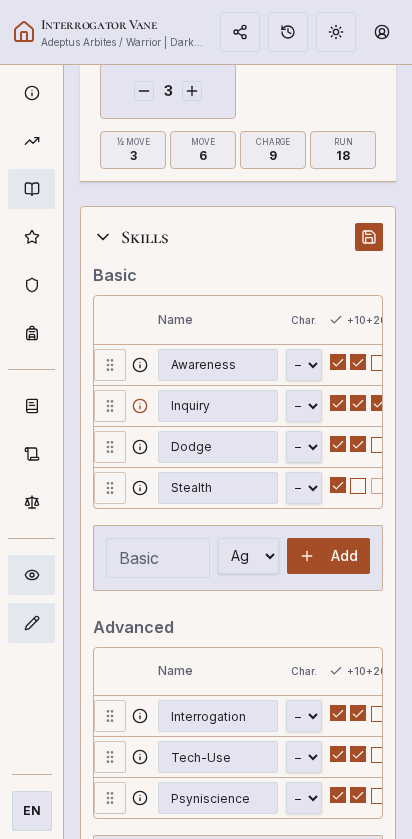 Interrogator Vane
Adeptus Arbites / Warrior | Dark...
3
½ MOVE
3
MOVE
6
CHARGE
9
RUN
18
Skills
Basic
Name Char. +10+20
Awareness –
Inquiry –
Dodge –
Stealth –
Basic Ag Add
Advanced
Name Char. +10+20
Interrogation –
Tech-Use –
Psyniscience –
EN